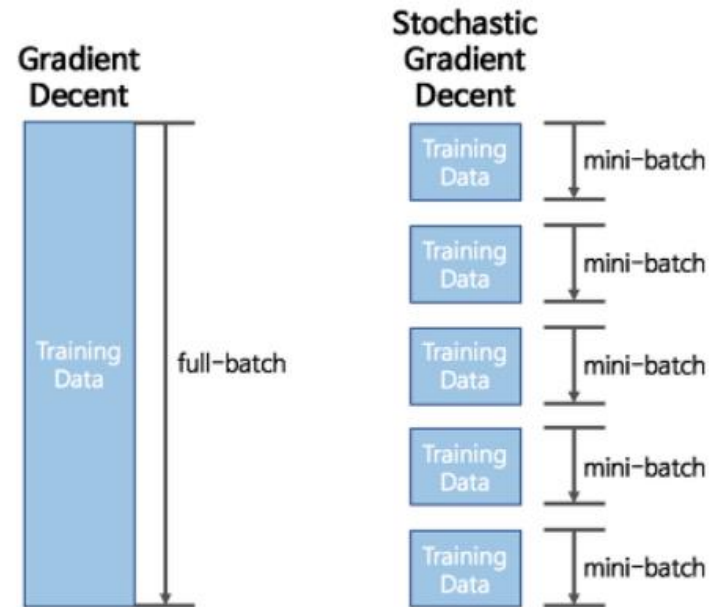 Gradient
Decent
Training
Data
full-batch
Stochastic
Gradient
Decent
Training
Data
mini-batch
Training
Data
mini-batch
Training
Data
mini-batch
Training
Data
mini-batch
Training
Data
mini-batch